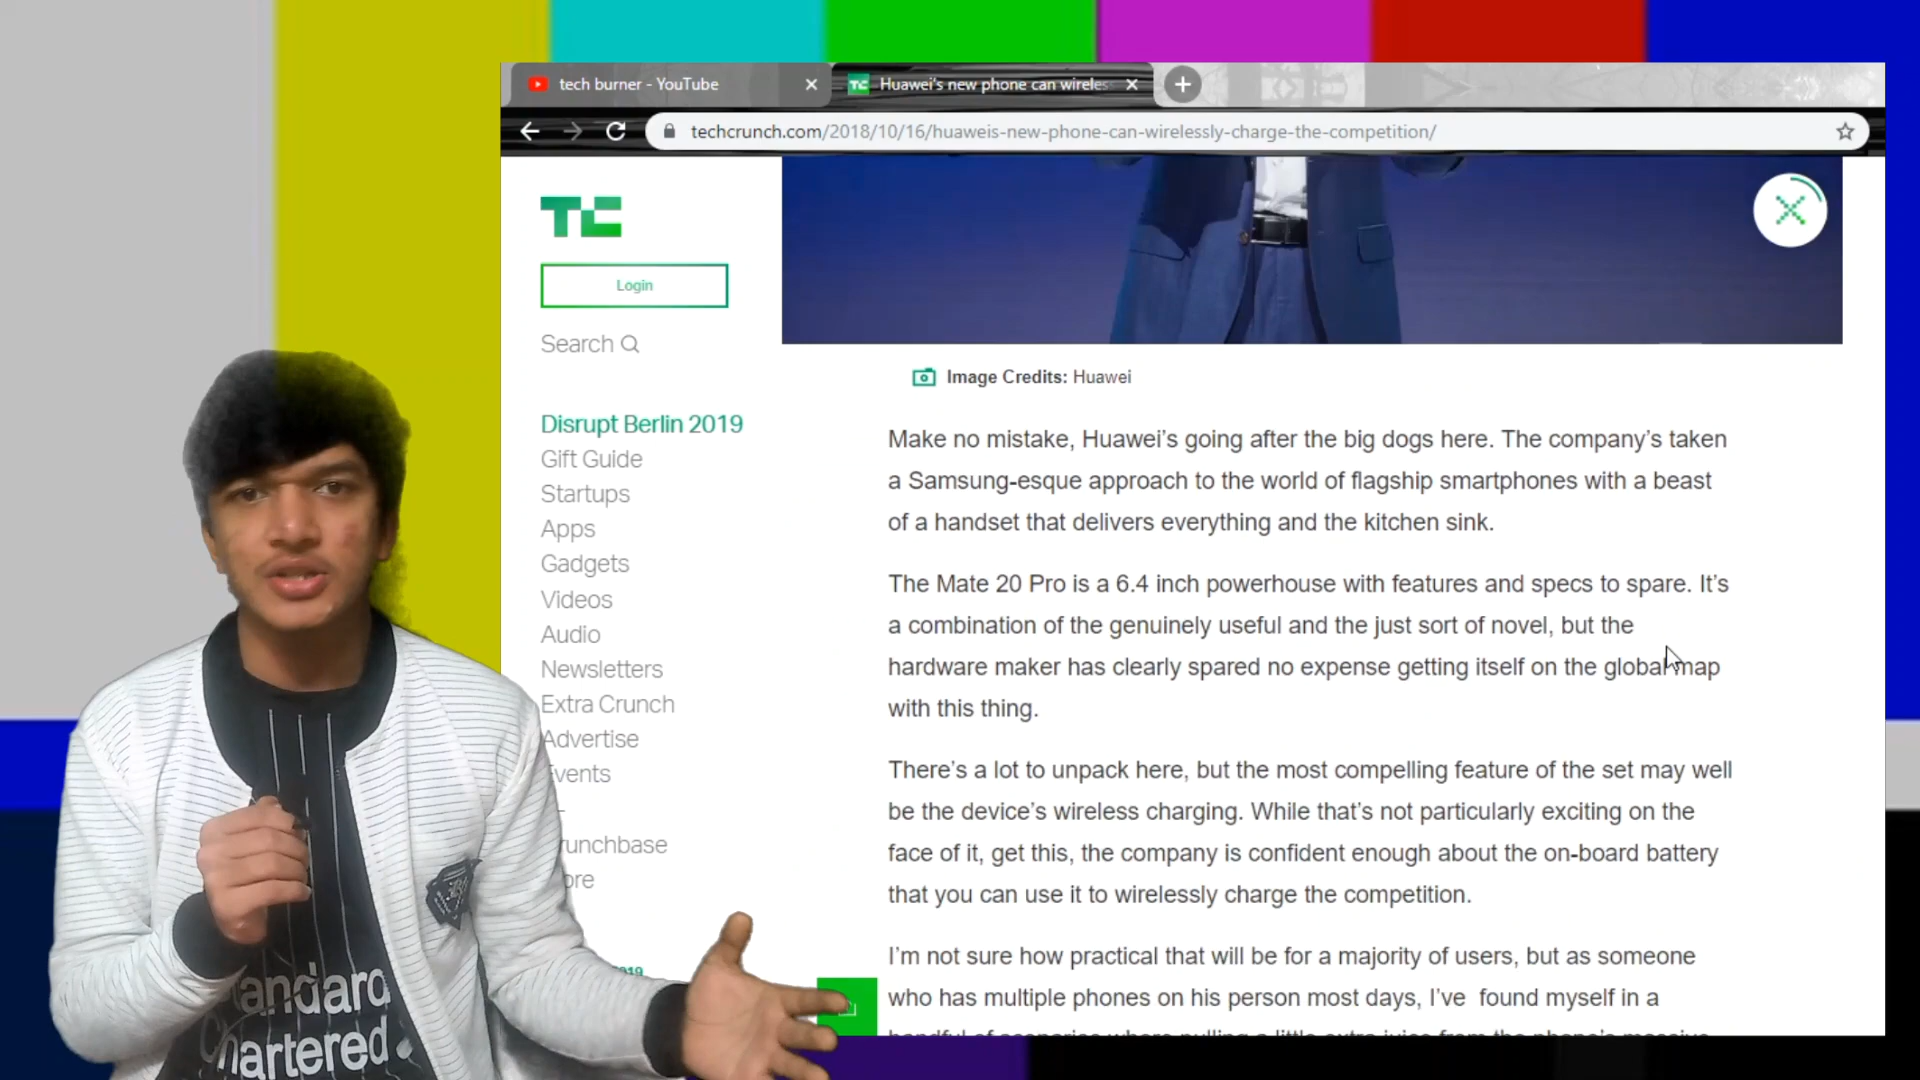 tech burner - YouTube
Huawei's new phone can wireles
techcrunch.com/2018/10/16/huaweis-new-phone-can-wirelessly-charge-the-competition/
TC
Login
Search
Disrupt Berlin 2019
Gift Guide
Startups
Apps
Gadgets
Videos
Audio
Newsletters
Extra Crunch
Advertise
Events
runchbase
ore
Image Credits: Huawei
Make no mistake, Huawei's going after the big dogs here. The company's taken
a Samsung-esque approach to the world of flagship smartphones with a beast
of a handset that delivers everything and the kitchen sink.
The Mate 20 Pro is a 6.4 inch powerhouse with features and specs to spare. It's
a combination of the genuinely useful and the just sort of novel, but the
hardware maker has clearly spared no expense getting itself on the global map
with this thing.
There's a lot to unpack here, but the most compelling feature of the set may well
be the device's wireless charging. While that's not particularly exciting on the
face of it, get this, the company is confident enough about the on-board battery
that you can use it to wirelessly charge the competition.
I'm not sure how practical that will be for a majority of users, but as someone
who has multiple phones on his person most days, I've found myself in a
Standard
Chartered